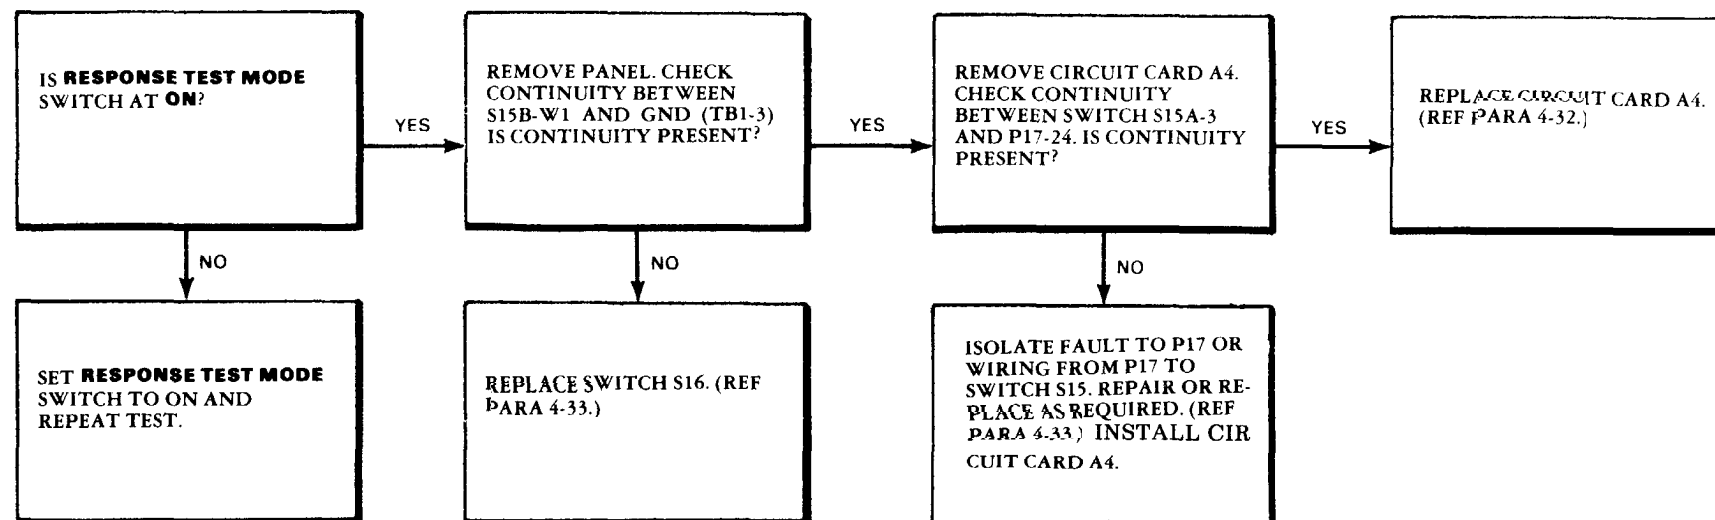 IS RESPONSE TEST MODE
SWITCH AT ON?
YES
NO
REMOVE PANEL. CHECK
CONTINUITY BETWEEN
S15B-W1 AND GND (TB1-3)
IS CONTINUITY PRESENT?
YES
NO
REMOVE CIRCUIT CARD A4.
CHECK CONTINUITY
BETWEEN SWITCH S15A-3
AND P17-24. IS CONTINUITY
PRESENT?
YES
NO
REPLACE CIRCUIT CARD A4.
(REF PARA 4-32.)
SET RESPONSE TEST MODE
SWITCH TO ON AND
REPEAT TEST.
REPLACE SWITCH S16. (REF
PARA 4-33.)
ISOLATE FAULT TO P17 OR
WIRING FROM P17 TO
SWITCH S15. REPAIR OR RE-
PLACE AS REQUIRED. (REF
PARA 4-33.) INSTALL CIR
CUIT CARD A4.